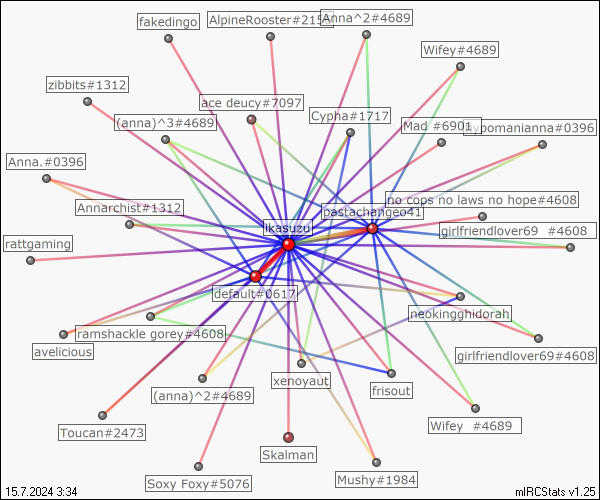 fakedingo
AlpineRooster#215
Anna^2#4689
Wifey#4689
zibbits#1312
ace deucy#7097
(anna)^3#4689
Cypha#1717
Mad #6901
ypomanianna#0396
Anna.#0396
no cops no laws no hope#4608
Annarchist#1312
pastachangeo41
ikasuzu
girlfriendlover69 #4608
rattgaming
default#0617
neokingghidorah
ramshackle gorey#4608
avelicious
girlfriendlover69#4608
xenoyaut
frisout
(anna)^2#4689
Toucan#2473
Wifey #4689
Skalman
Soxy Foxy#5076
Mushy#1984
15.7.2024 3:34
mIRCStats v1.25